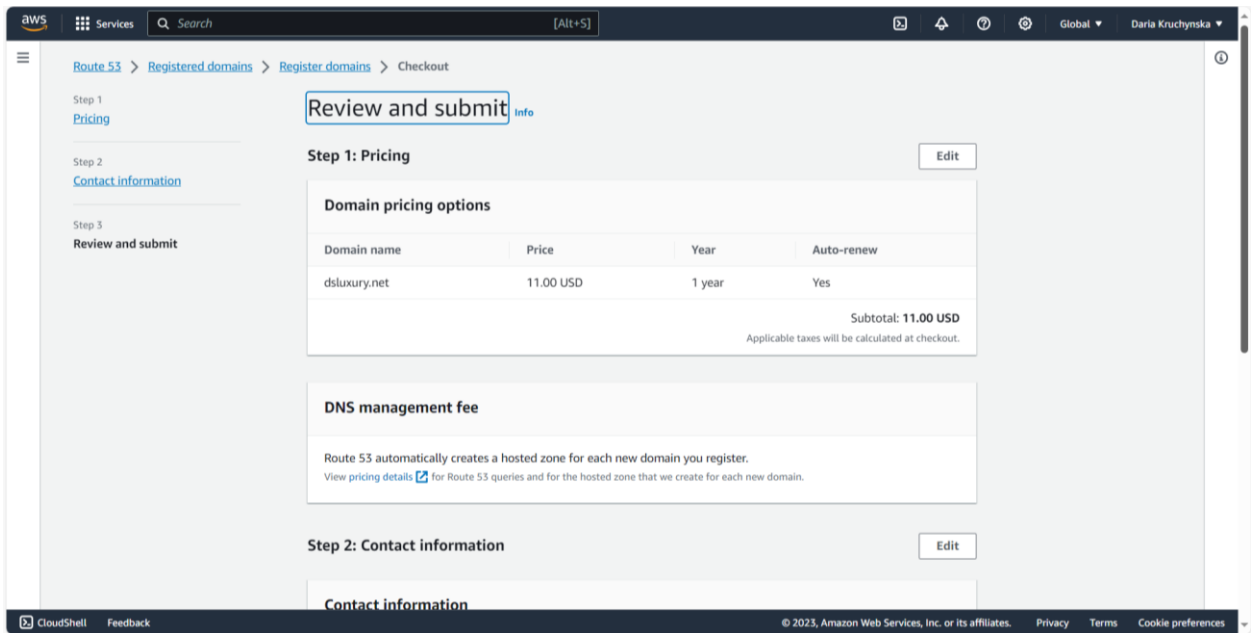 aws Services Search [Alt+S] Global Daria Kruchynska
Route 53 > Registered domains > Register domains > Checkout
Step 1
Pricing
Step 2
Contact information
Step 3
Review and submit
Review and submit Info
Step 1: Pricing Edit
Domain pricing options
Domain name Price Year Auto-renew
dsluxury.net 11.00 USD 1 year Yes
Subtotal: 11.00 USD
Applicable taxes will be calculated at checkout.
DNS management fee
Route 53 automatically creates a hosted zone for each new domain you register.
View pricing details for Route 53 queries and for the hosted zone that we create for each new domain.
Step 2: Contact information Edit
Contact information
CloudShell Feedback © 2023, Amazon Web Services, Inc. or its affiliates. Privacy Terms Cookie preferences